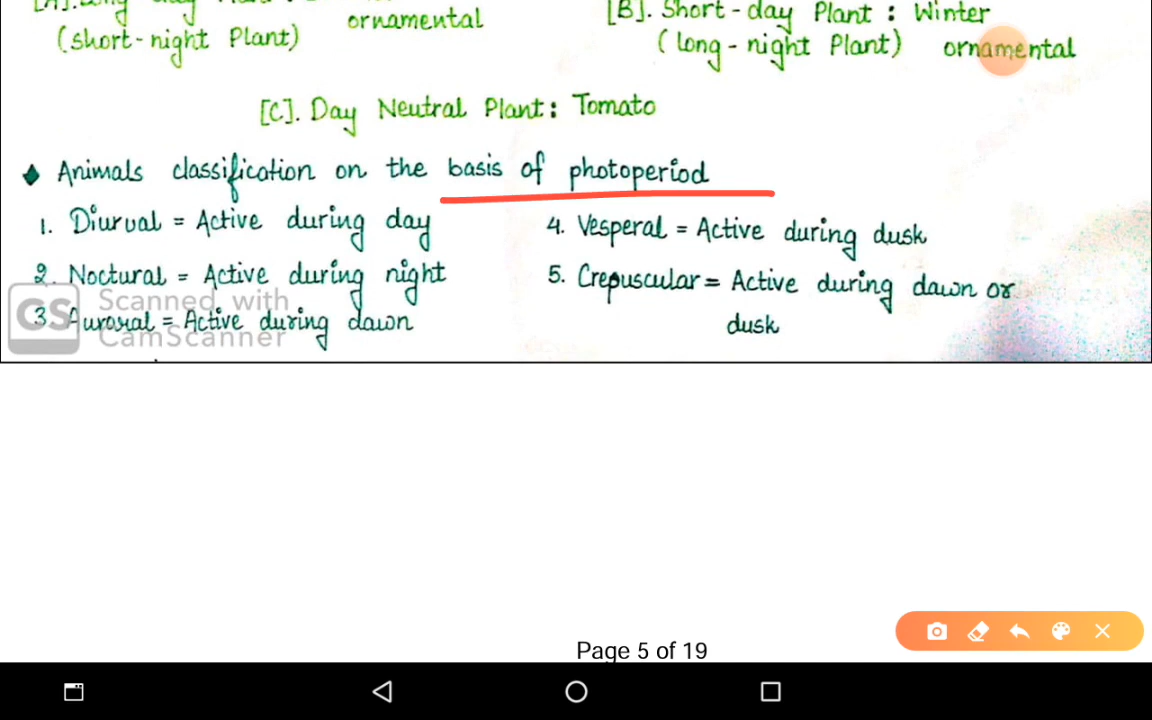 ornamental
(short-night Plant)
[B]. Short-day Plant : Winter
(long-night Plant) ornamental
[C]. Day Neutral Plant: Tomato
♦ Animals classification on the basis of photoperiod
1. Diurual = Active during day
2. Noctural = Active during night
3. Auroral = Active during dawn
4. Vesperal = Active during dusk
5. Crepuscular = Active during dawn or
dusk
CS Scanned with
CamScanner
Page 5 of 19